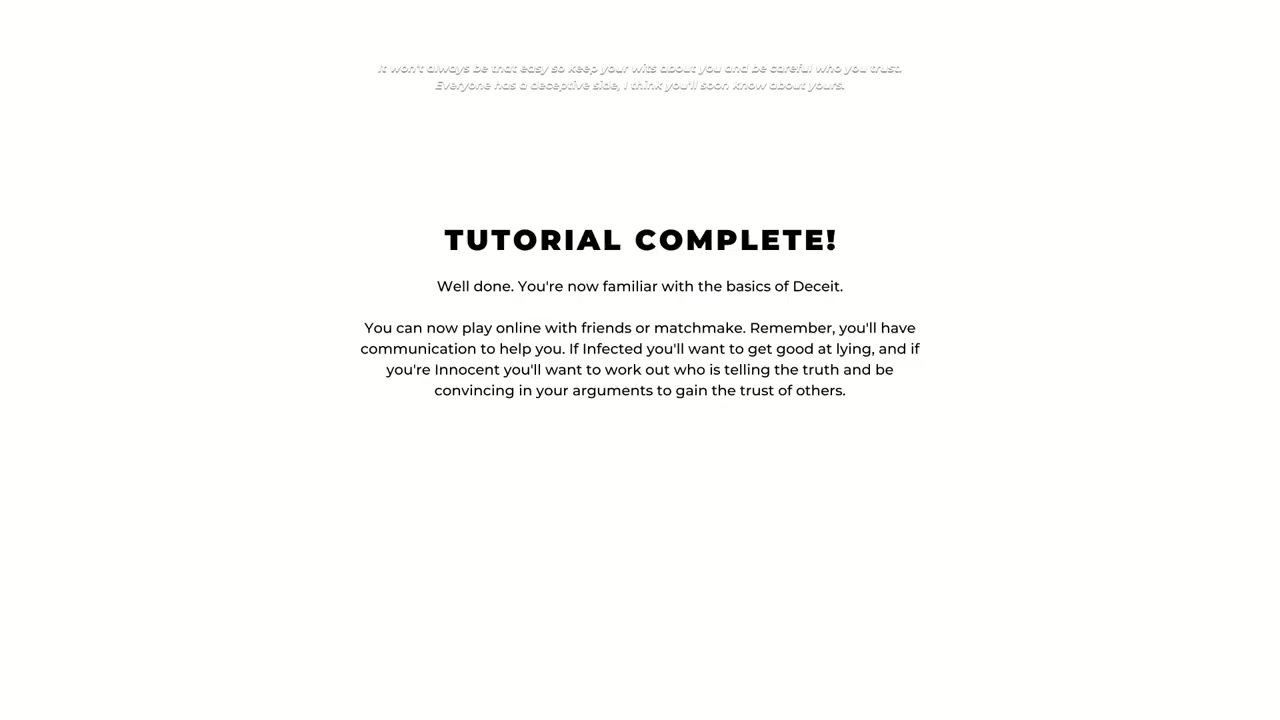 It won't always be that easy so keep your wits about you and be careful who you trust.
Everyone has a deceptive side, I think you'll soon know about yours.
TUTORIAL COMPLETE!
Well done. You're now familiar with the basics of Deceit.
You can now play online with friends or matchmake. Remember, you'll have
communication to help you. If Infected you'll want to get good at lying, and if
you're Innocent you'll want to work out who is telling the truth and be
convincing in your arguments to gain the trust of others.